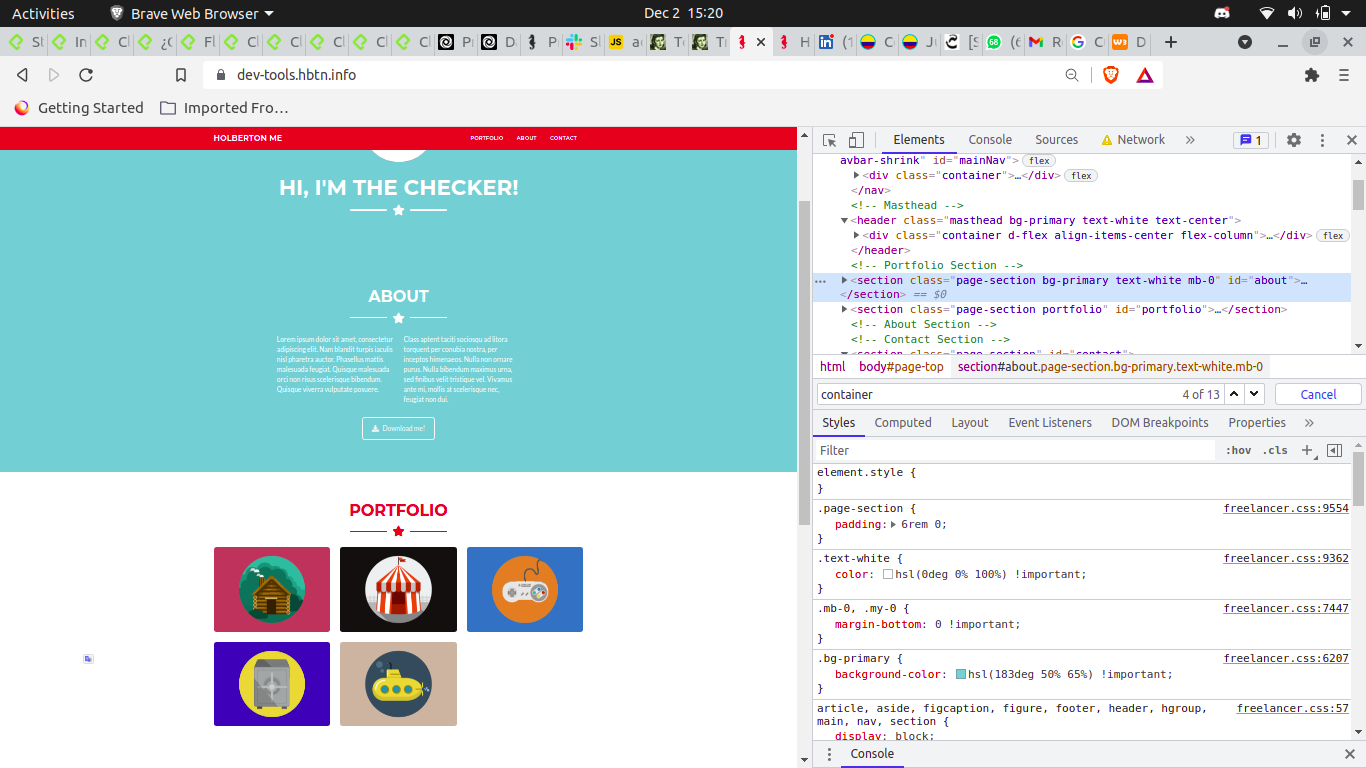 Activities
Brave Web Browser
Dec 2 15:20
dev-tools.hbtn.info
Getting Started
Imported Fro…
HOLBERTON ME
PORTFOLIO
ABOUT
CONTACT
HI, I'M THE CHECKER!
ABOUT
Lorem ipsum dolor sit amet, consectetur
adipiscing elit. Nam blandit turpis iaculis
nisl pharetra auctor. Phasellus mattis
malesuada feugiat. Quisque malesuada
orci non risus scelerisque bibendum.
Quisque viverra vulputate posuere.
Class aptent taciti sociosqu ad litora
torquent per conubia nostra, per
inceptos himenaeos. Nulla non ornare
purus. Nulla bibendum maximus urna,
sed finibus velit tristique vel. Vivamus
ante mi, mollis at scelerisque nec,
feugiat non dui.
Download me!
PORTFOLIO
Elements
Console
Sources
Network
»
1
avbar-shrink" id="mainNav"> flex
<div class="container">…</div> flex
</nav>
<!-- Masthead -->
<header class="masthead bg-primary text-white text-center">
<div class="container d-flex align-items-center flex-column">…</div> flex
</header>
<!-- Portfolio Section -->
<section class="page-section bg-primary text-white mb-0" id="about">…
</section> == $0
<section class="page-section portfolio" id="portfolio">…</section>
<!-- About Section -->
<!-- Contact Section -->
<section class="page-section" id="contact">
html body#page-top section#about.page-section.bg-primary.text-white.mb-0
container
4 of 13
Cancel
Styles
Computed
Layout
Event Listeners
DOM Breakpoints
Properties
»
Filter
:hov .cls
element.style {
}
.page-section { freelancer.css:9554
padding: 6rem 0;
}
.text-white { freelancer.css:9362
color: hsl(0deg 0% 100%) !important;
}
.mb-0, .my-0 { freelancer.css:7447
margin-bottom: 0 !important;
}
.bg-primary { freelancer.css:6207
background-color: hsl(183deg 50% 65%) !important;
}
article, aside, figcaption, figure, footer, header, hgroup, freelancer.css:57
main, nav, section {
display: block;
Console